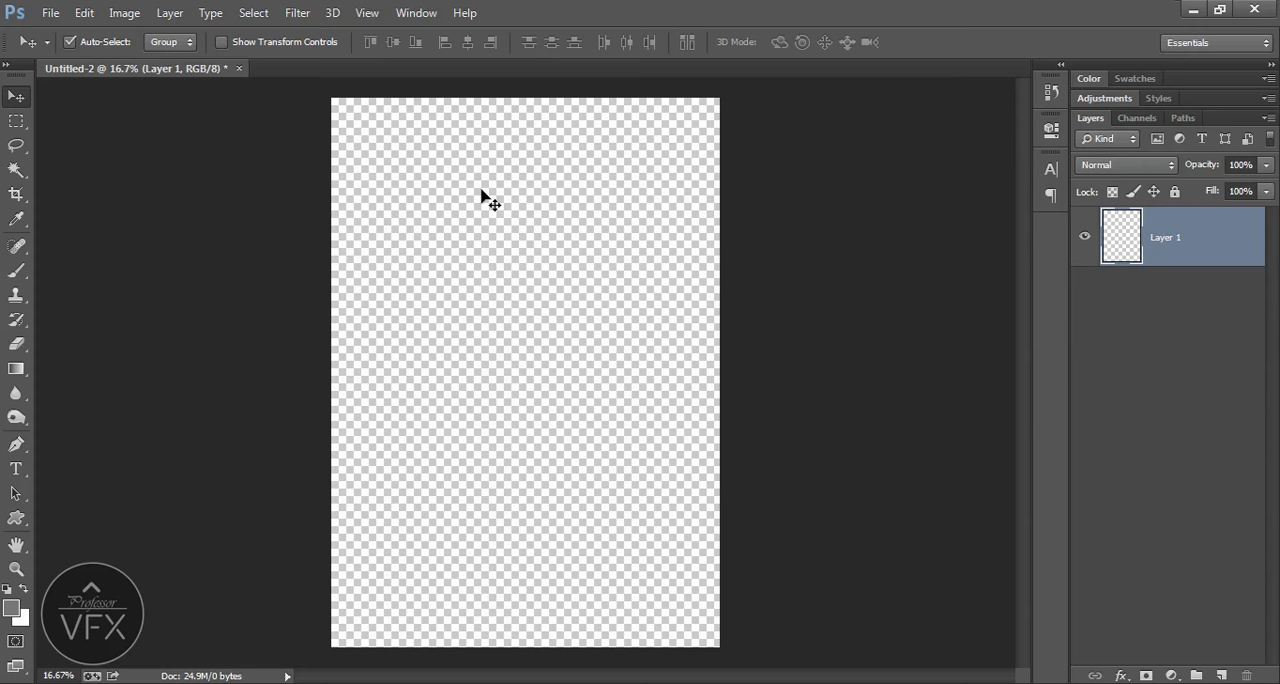 Ps File Edit Image Layer Type Select Filter 3D View Window Help
Auto-Select: Group Show Transform Controls 3D Mode: Essentials
Untitled-2 @ 16.7% (Layer 1, RGB/8) * ×
Color Swatches
Adjustments Styles
Layers Channels Paths
Kind T
Normal Opacity: 100%
Lock: Fill: 100%
Layer 1
A
T
Professor
VFX
16.67% Doc: 24.9M/0 bytes
fx